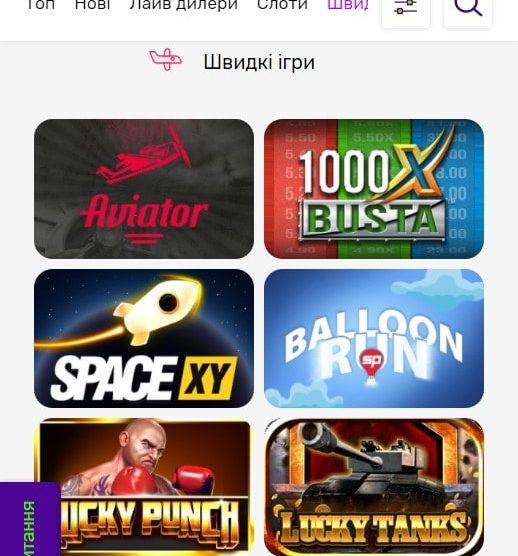 Топ Нові Лайв дилери Слоти Швид
Швидкі ігри
Aviator
1000X
BUSTA
SPACE XY
BALLOON
RUN
SP
LUCKY PUNCH
LUCKY TANKS
итання